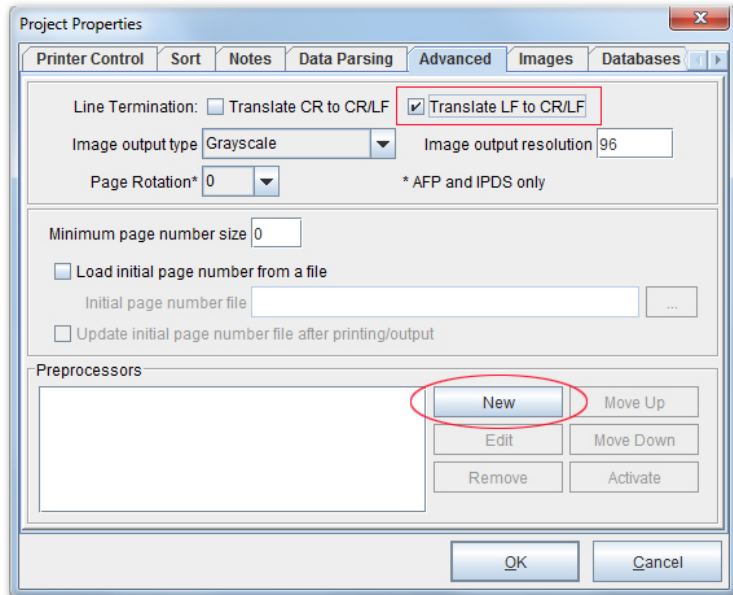 Project Properties
Printer Control Sort Notes Data Parsing Advanced Images Databases
Line Termination: Translate CR to CR/LF Translate LF to CR/LF
Image output type Grayscale Image output resolution 96
Page Rotation* 0 * AFP and IPDS only
Minimum page number size 0
Load initial page number from a file
Initial page number file ...
Update initial page number file after printing/output
Preprocessors
New Move Up
Edit Move Down
Remove Activate
OK Cancel